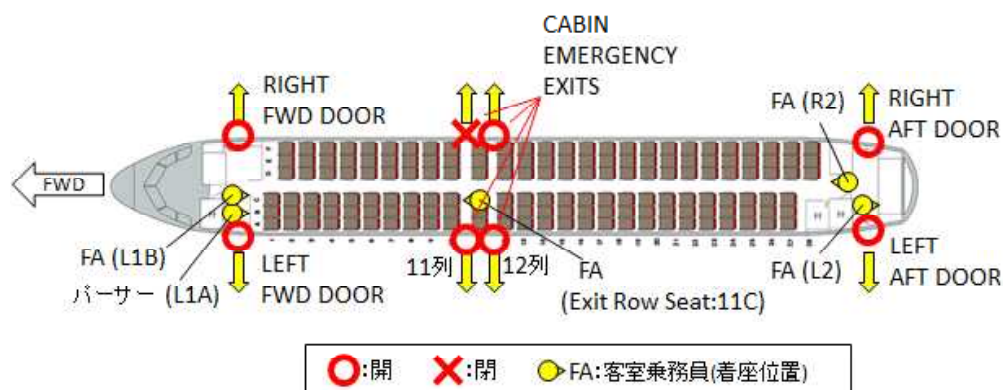 CABIN
EMERGENCY
EXITS
RIGHT
FWD DOOR
FA (R2)
RIGHT
AFT DOOR
FWD
FA (L1B)
パーサー (L1A)
LEFT
FWD DOOR
11列
12列
FA
(Exit Row Seat:11C)
FA (L2)
LEFT
AFT DOOR
:開
:閉
FA:客室乗務員(着座位置)